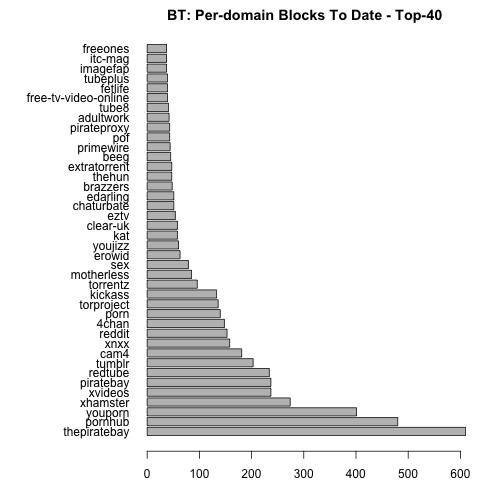 BT: Per-domain Blocks To Date - Top-40
freeones
itc-mag
imagefap
tubeplus
fetlife
free-tv-video-online
tube8
adultwork
pirateproxy
pof
primewire
beeg
extratorrent
thehun
brazzers
edarling
chaturbate
eztv
clear-uk
kat
youjizz
erowid
sex
motherless
torrentz
kickass
torproject
porn
4chan
reddit
xnxx
cam4
tumblr
redtube
piratebay
xvideos
xhamster
youporn
pornhub
thepiratebay
0 100 200 300 400 500 600